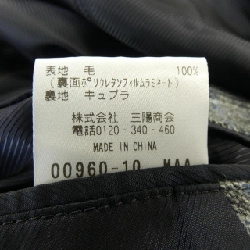 表地 毛 100%
(裏面ポリウレタンフィルムラミネート)
裏地 キュプラ
株式会社 三陽商会
電話0120-340-460
MADE IN CHINA
00960-10 MAA